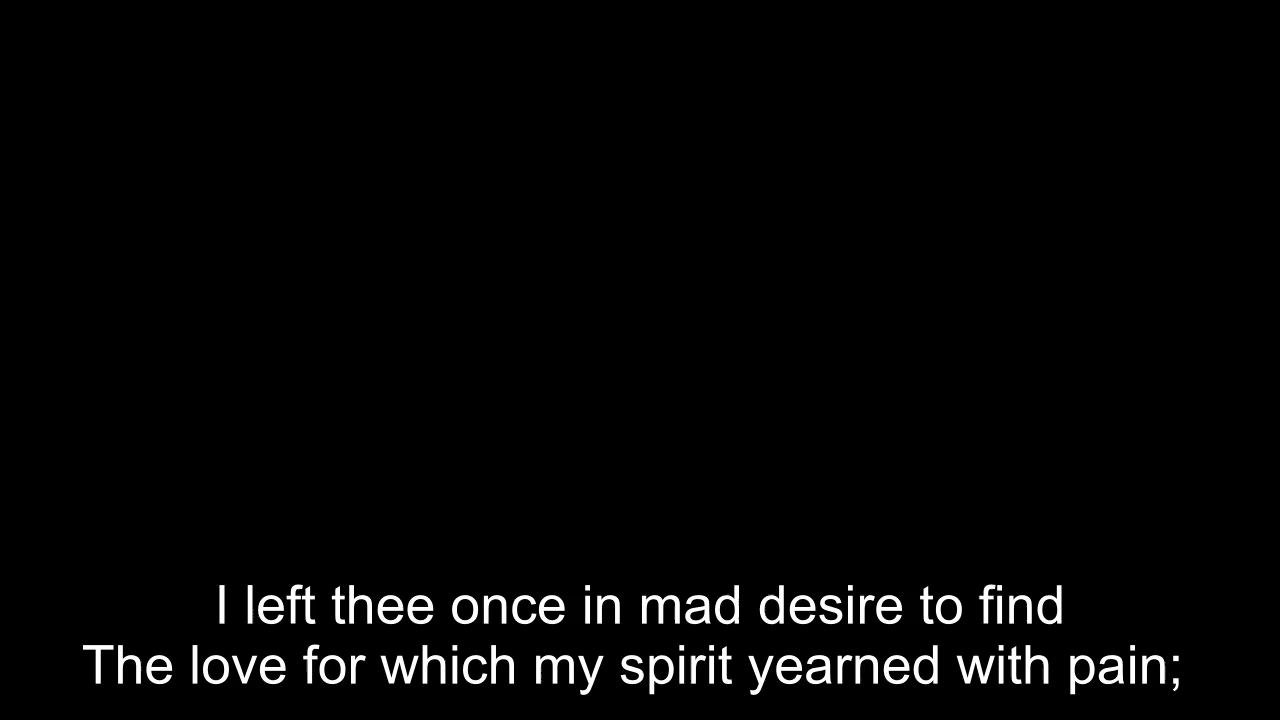 I left thee once in mad desire to find
The love for which my spirit yearned with pain;